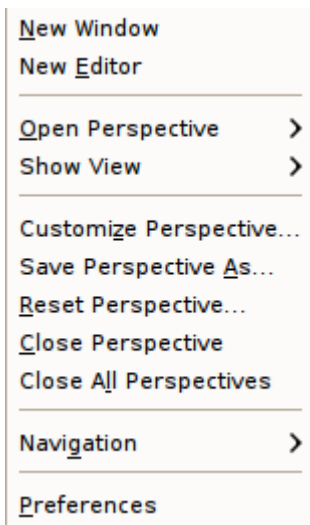 New Window
New Editor
Open Perspective
Show View
Customize Perspective...
Save Perspective As...
Reset Perspective...
Close Perspective
Close All Perspectives
Navigation
Preferences